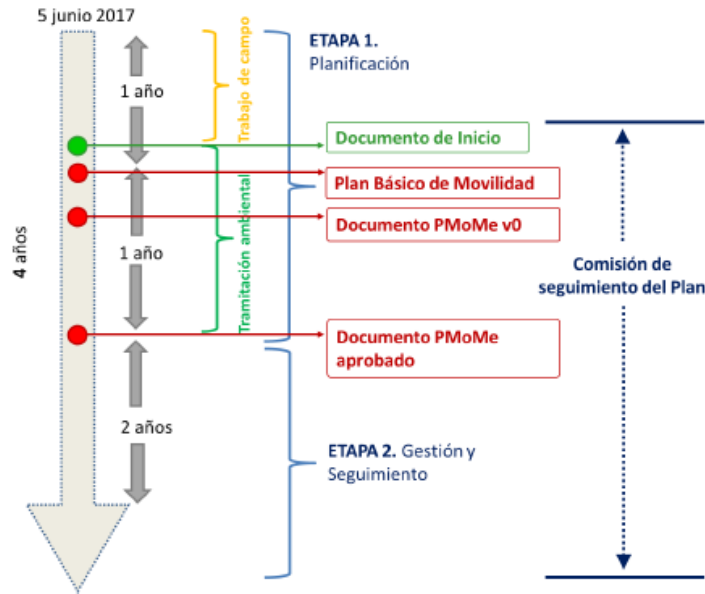 5 junio 2017
ETAPA 1.
Planificación
1 año
Trabajo de campo
Documento de Inicio
Plan Básico de Movilidad
Documento PMoMe v0
Tramitación ambiental
4 años
1 año
Comisión de
seguimiento del Plan
Documento PMoMe
aprobado
2 años
ETAPA 2. Gestión y
Seguimiento